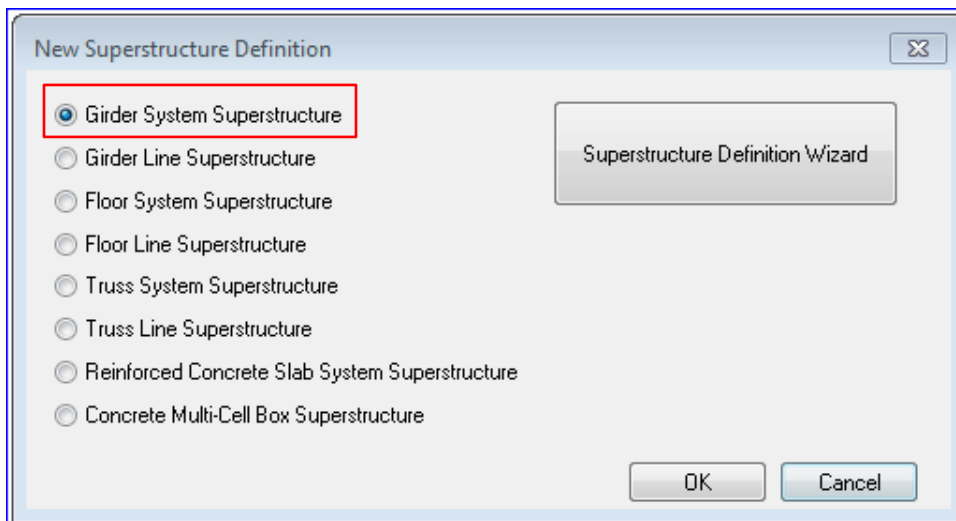 New Superstructure Definition
Girder System Superstructure
Superstructure Definition Wizard
Girder Line Superstructure
Floor System Superstructure
Floor Line Superstructure
Truss System Superstructure
Truss Line Superstructure
Reinforced Concrete Slab System Superstructure
Concrete Multi-Cell Box Superstructure
OK
Cancel